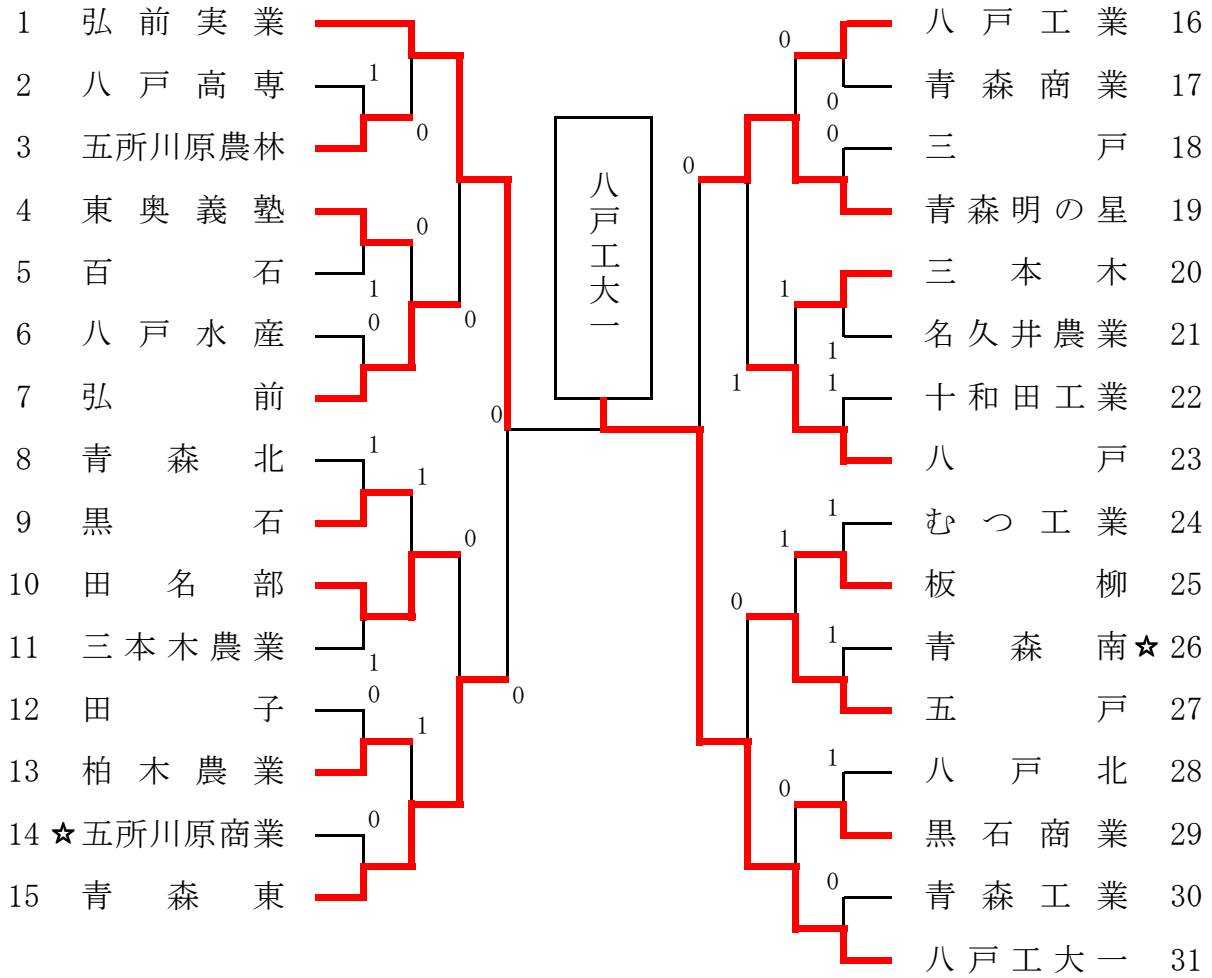 1 弘前実業
2 八戸高専
3 五所川原農林
4 東奥義塾
5 百石
6 八戸水産
7 弘前
8 青森北
9 黒石
10 田名部
11 三本木農業
12 田子
13 柏木農業
14 ☆五所川原商業
15 青森東
1
0
0
1
0
0
0
1
1
0
1
0
1
0
0
八戸工大一
0
0
0
0
1
1
1
1
1
1
0
1
1
0
0
八戸工業 16
青森商業 17
三戸 18
青森明の星 19
三本木 20
名久井農業 21
十和田工業 22
八戸 23
むつ工業 24
板柳 25
青森南☆ 26
五戸 27
八戸北 28
黒石商業 29
青森工業 30
八戸工大一 31